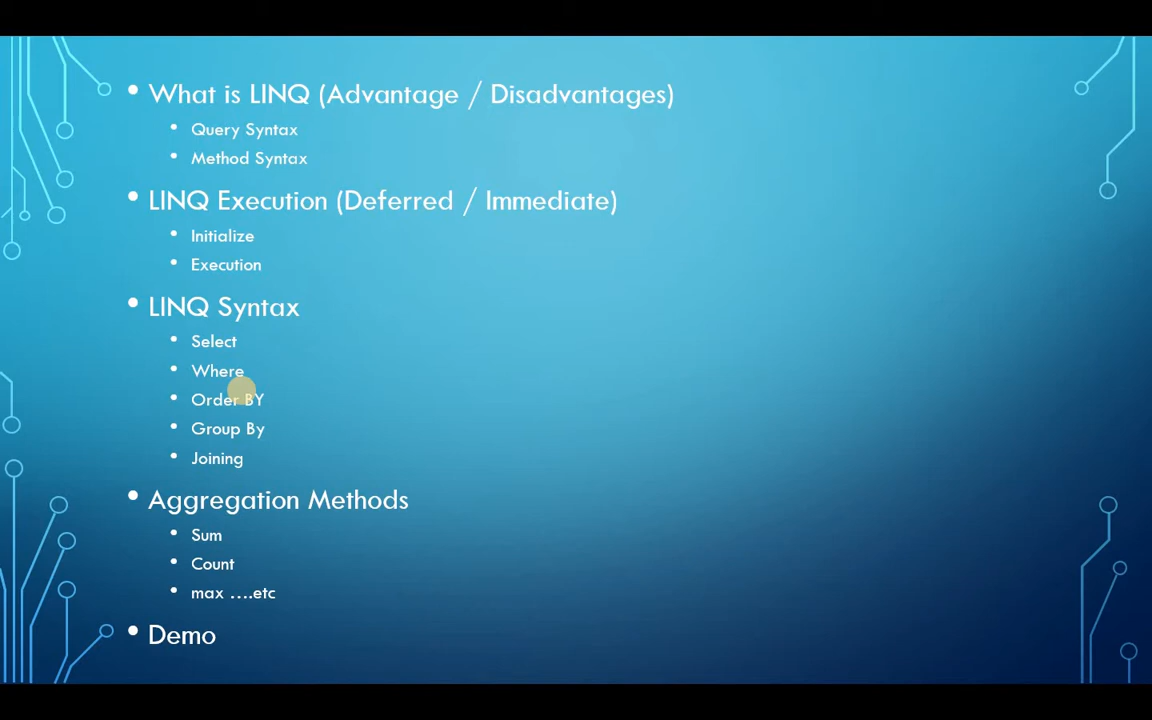 • What is LINQ (Advantage / Disadvantages)
• Query Syntax
• Method Syntax
• LINQ Execution (Deferred / Immediate)
• Initialize
• Execution
• LINQ Syntax
• Select
• Where
• Order BY
• Group By
• Joining
• Aggregation Methods
• Sum
• Count
• max ....etc
• Demo